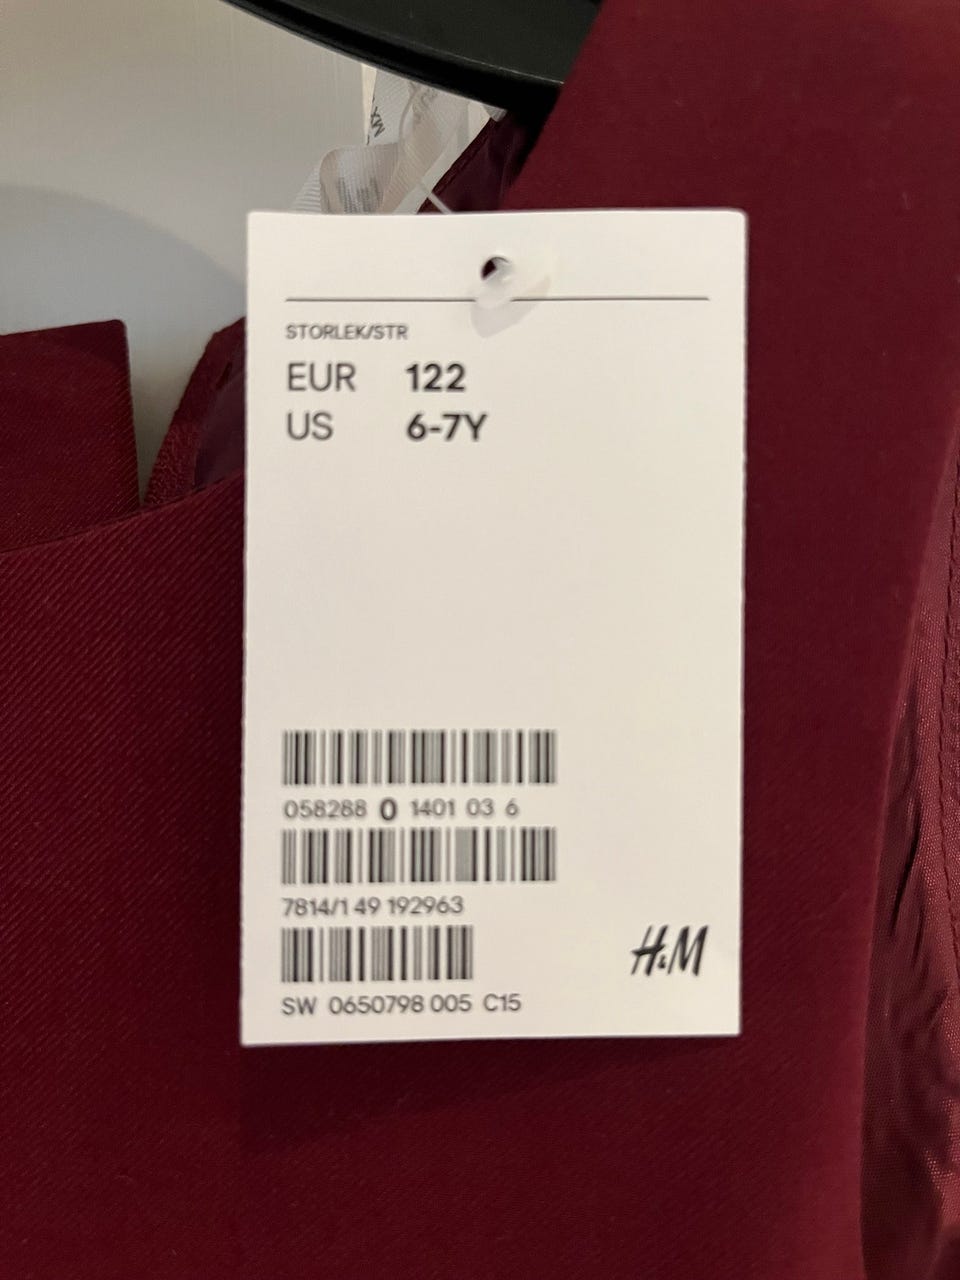 STORLEK/STR
EUR 122
US 6-7Y
058288 0 1401 03 6
7814/1 49 192963
H&M
SW 0650798 005 C15